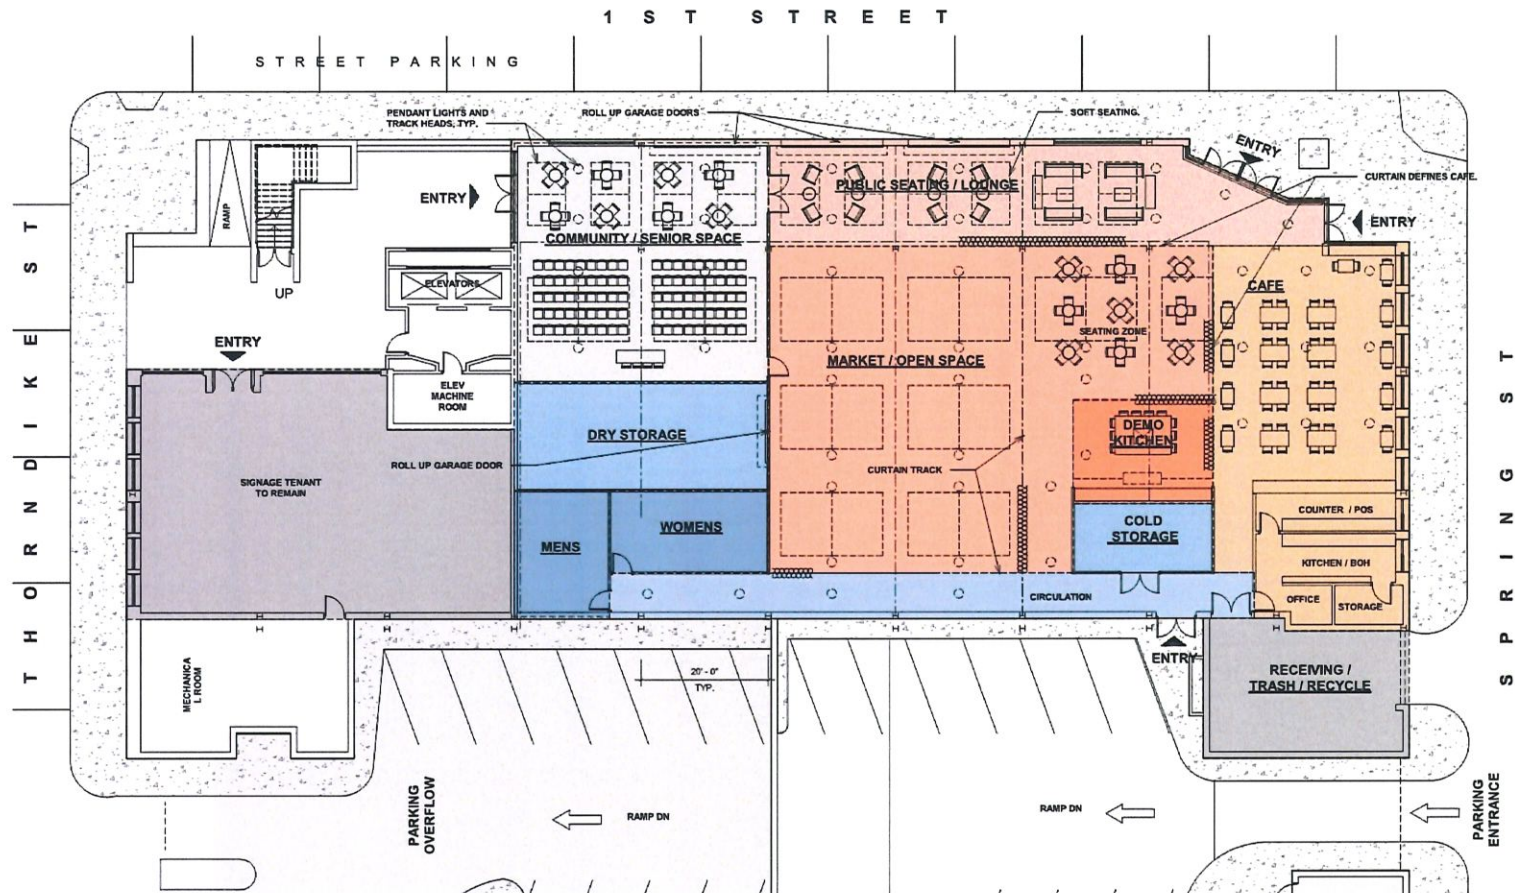 1ST STREET
STREET PARKING
PENDANT LIGHTS AND
TRACK HEADS, TYP.
ROLL UP GARAGE DOORS
SOFT SEATING.
ENTRY
CURTAIN DEFINES CAFE.
ENTRY
PUBLIC SEATING / LOUNGE
ENTRY
RAMP
COMMUNITY / SENIOR SPACE
UP
ELEVATORS
CAFE
SEATING ZONE
ENTRY
MARKET / OPEN SPACE
ELEV
MACHINE
ROOM
DRY STORAGE
DEMO
KITCHEN
ROLL UP GARAGE DOOR
CURTAIN TRACK
SIGNAGE TENANT
TO REMAIN
COUNTER / POS
WOMENS
COLD
STORAGE
MENS
KITCHEN / BOH
CIRCULATION
OFFICE
STORAGE
ENTRY
RECEIVING /
TRASH / RECYCLE
20' - 0"
TYP.
MECHANICA
L ROOM
PARKING
OVERFLOW
RAMP DN
RAMP DN
PARKING
ENTRANCE
THORNDIKE ST
SPRING ST